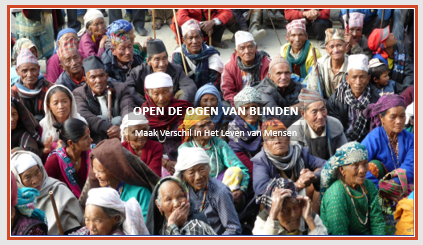 OPEN DE OGEN VAN BLINDEN
Maak Verschil In Het Leven van Mensen